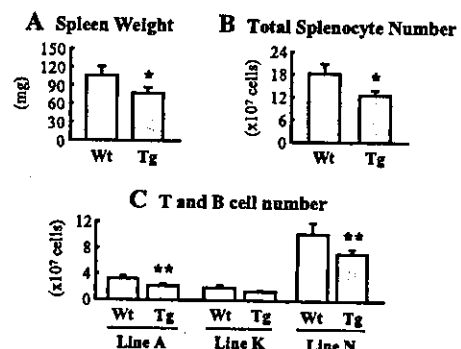 A Spleen Weight
(mg)
150
120
90
60
30
0
*
Wt Tg
B Total Splenocyte Number
(x10⁷ cells)
24
18
12
6
0
*
Wt Tg
C T and B cell number
(x10⁷ cells)
12
8
4
0
**
**
Wt Tg Wt Tg Wt Tg
Line A Line K Line N